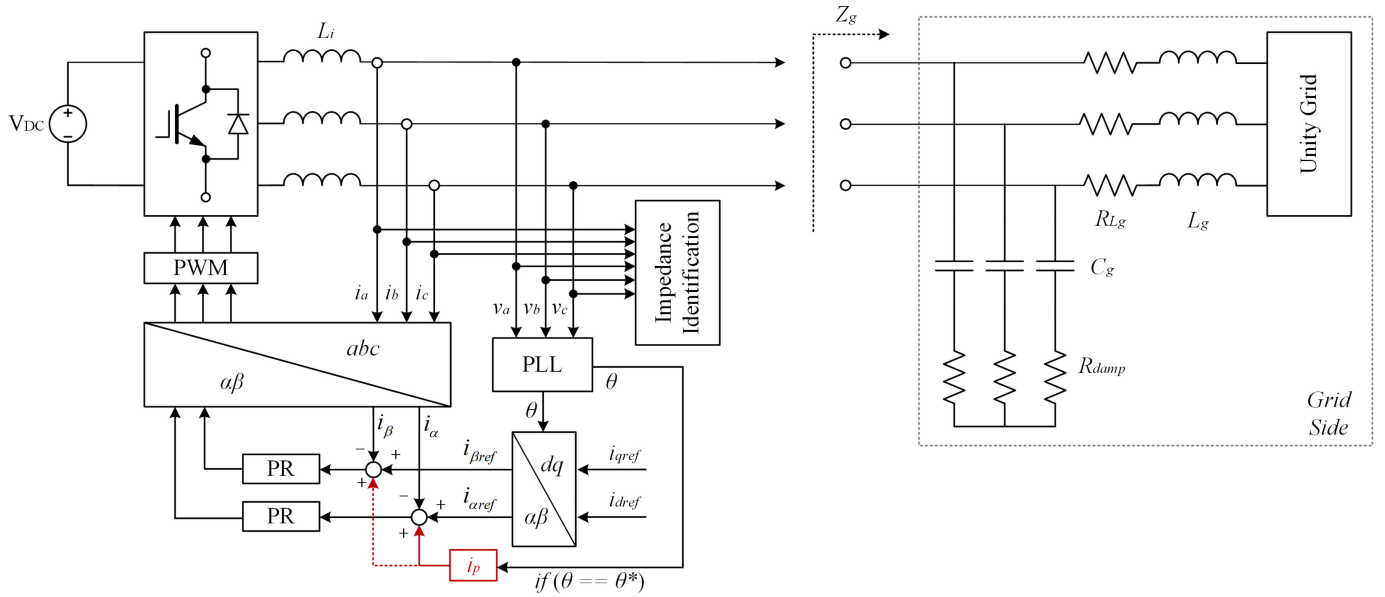 Li
Zg
VDC
Unity Grid
RLg
Lg
PWM
ia
ib
ic
va
vb
vc
Impedance
Identification
Cg
abc
αβ
PLL
θ
θ
Rdamp
Grid
Side
iβ
iα
−
+
iβref
dq
iqref
PR
+
−
+
iαref
αβ
idref
PR
+
ip
if (θ == θ*)